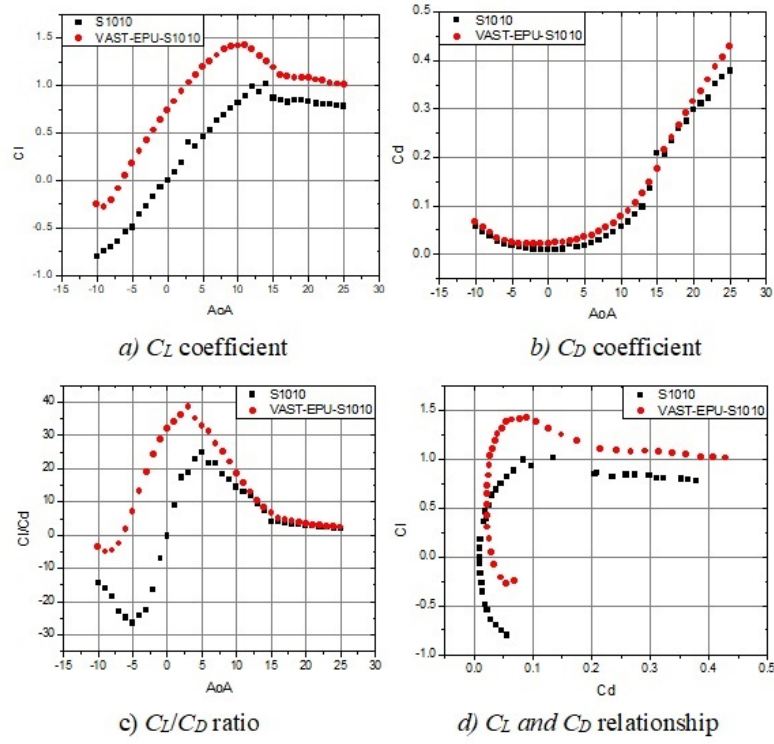 S1010
VAST-EPU-S1010
1.5
1.0
0.5
0.0
-0.5
-1.0
Cl
-15 -10 -5 0 5 10 15 20 25 30
AoA
a) CL coefficient
S1010
VAST-EPU-S1010
0.5
0.4
0.3
0.2
0.1
0.0
Cd
-15 -10 -5 0 5 10 15 20 25 30
AoA
b) CD coefficient
S1010
VAST-EPU-S1010
40
30
20
10
0
-10
-20
-30
Cl/Cd
-15 -10 -5 0 5 10 15 20 25 30
AoA
c) CL/CD ratio
S1010
VAST-EPU-S1010
1.5
1.0
0.5
0.0
-0.5
-1.0
Cl
0.0 0.1 0.2 0.3 0.4 0.5
Cd
d) CL and CD relationship